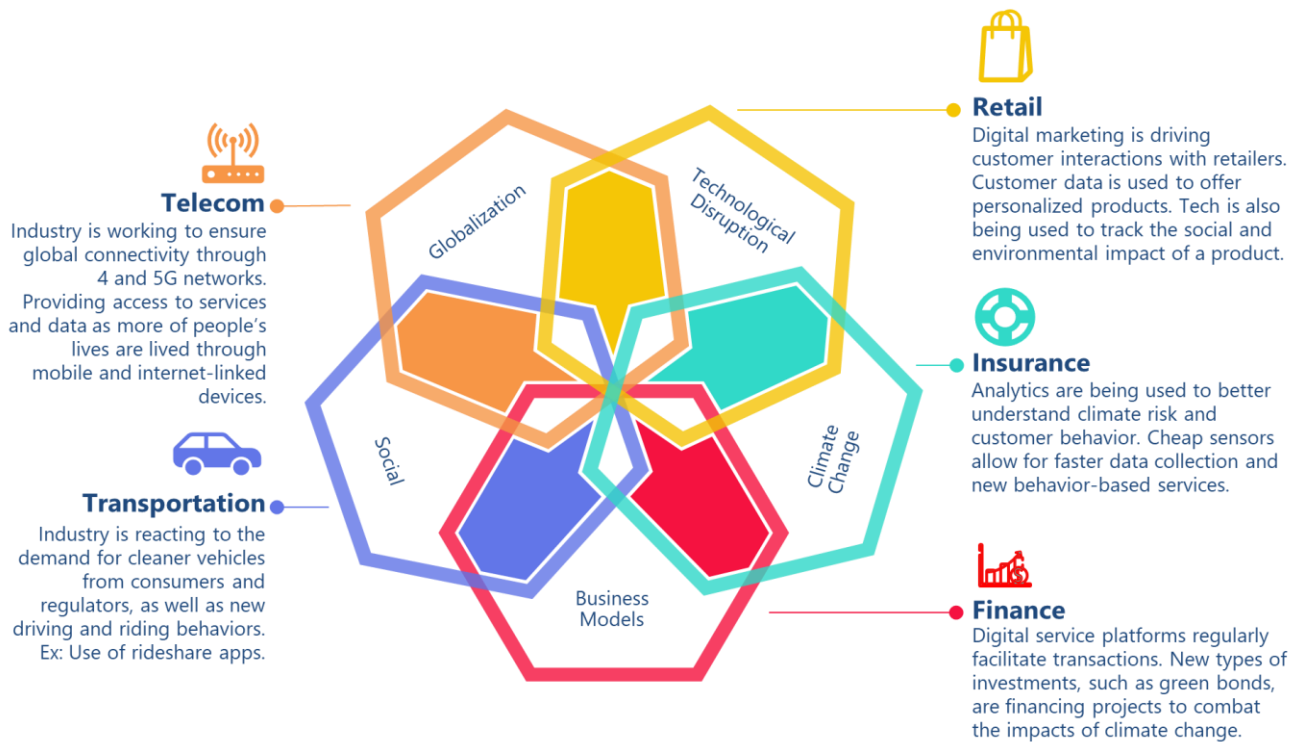 Telecom
Industry is working to ensure
global connectivity through
4 and 5G networks.
Providing access to services
and data as more of people's
lives are lived through
mobile and internet-linked
devices.
Transportation
Industry is reacting to the
demand for cleaner vehicles
from consumers and
regulators, as well as new
driving and riding behaviors.
Ex: Use of rideshare apps.
Globalization
Technological
Disruption
Social
Climate
Change
Business
Models
Retail
Digital marketing is driving
customer interactions with retailers.
Customer data is used to offer
personalized products. Tech is also
being used to track the social and
environmental impact of a product.
Insurance
Analytics are being used to better
understand climate risk and
customer behavior. Cheap sensors
allow for faster data collection and
new behavior-based services.
Finance
Digital service platforms regularly
facilitate transactions. New types of
investments, such as green bonds,
are financing projects to combat
the impacts of climate change.